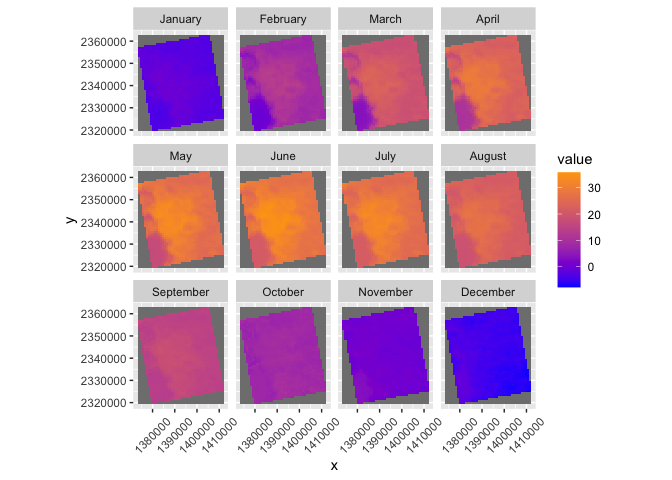 January February March April
2360000
2350000
2340000
2330000
2320000
May June July August
value
2360000
2350000
2340000
2330000
2320000
30
20
10
0
y
September October November December
2360000
2350000
2340000
2330000
2320000
1380000 1390000 1400000 1410000 1380000 1390000 1400000 1410000 1380000 1390000 1400000 1410000 1380000 1390000 1400000 1410000
x